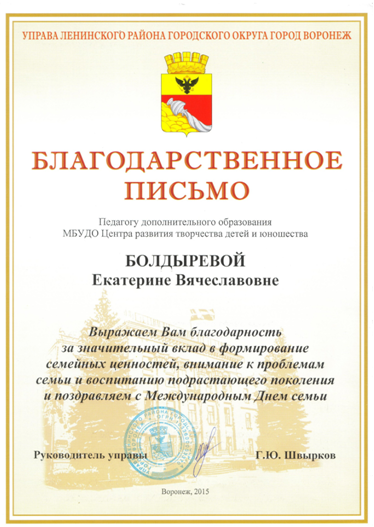 УПРАВА ЛЕНИНСКОГО РАЙОНА ГОРОДСКОГО ОКРУГА ГОРОД ВОРОНЕЖ
БЛАГОДАРСТВЕННОЕ
ПИСЬМО
Педагогу дополнительного образования
МБУДО Центра развития творчества детей и юношества
БОЛДЫРЕВОЙ
Екатерине Вячеславовне
Выражаем Вам благодарность
за значительный вклад в формирование
семейных ценностей, внимание к проблемам
семьи и воспитанию подрастающего поколения
и поздравляем с Международным Днем семьи
Руководитель управы Г.Ю. Швырков
Воронеж, 2015